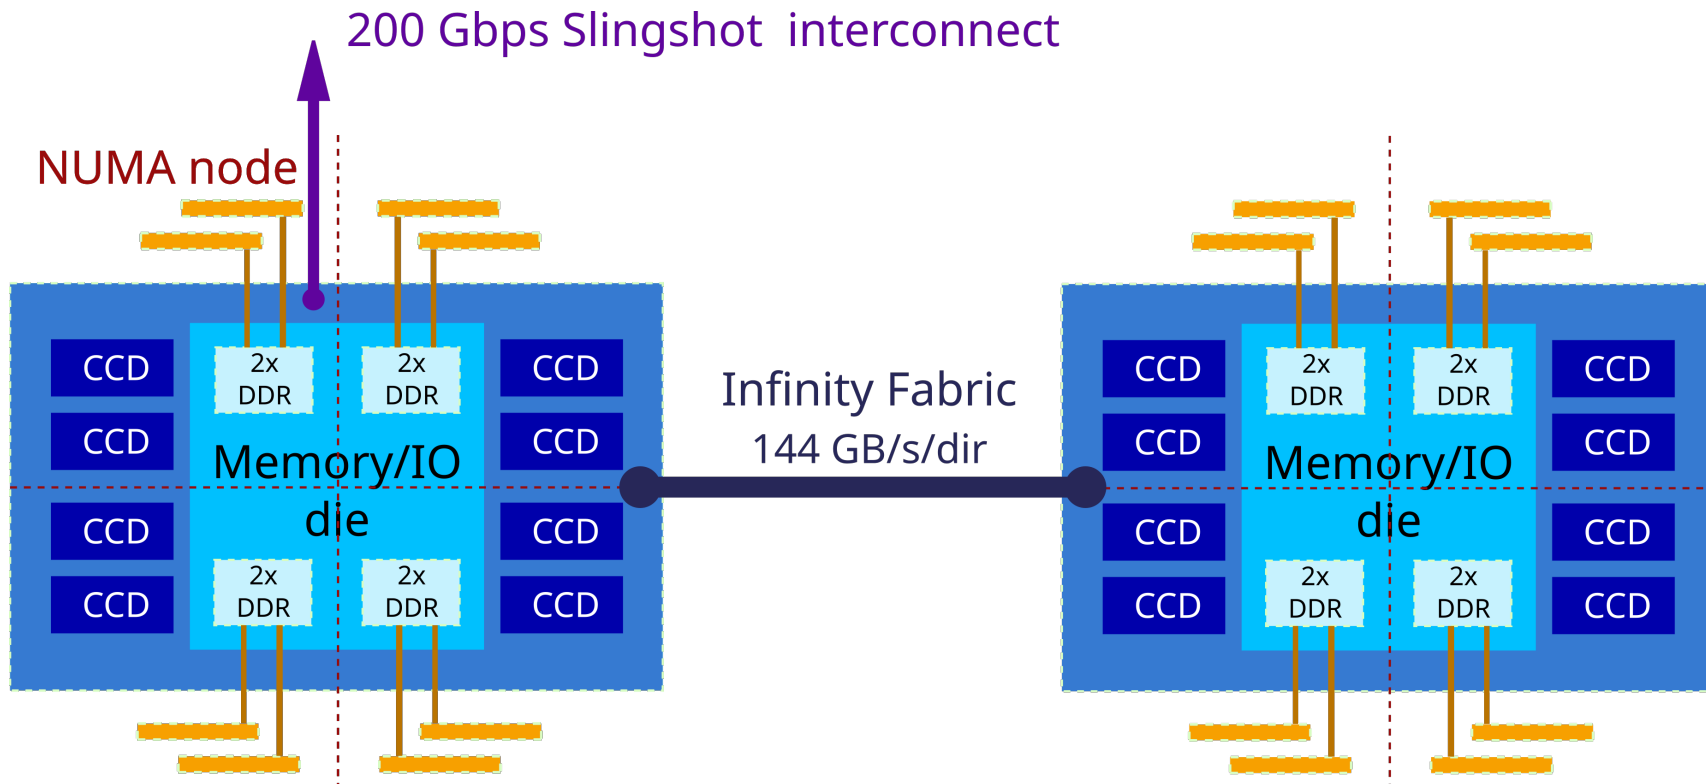 200 Gbps Slingshot interconnect
NUMA node
CCD
2x
DDR
2x
DDR
CCD
CCD
CCD
Memory/IO
die
CCD
CCD
CCD
2x
DDR
2x
DDR
CCD
Infinity Fabric
144 GB/s/dir
CCD
2x
DDR
2x
DDR
CCD
CCD
CCD
Memory/IO
die
CCD
CCD
CCD
2x
DDR
2x
DDR
CCD